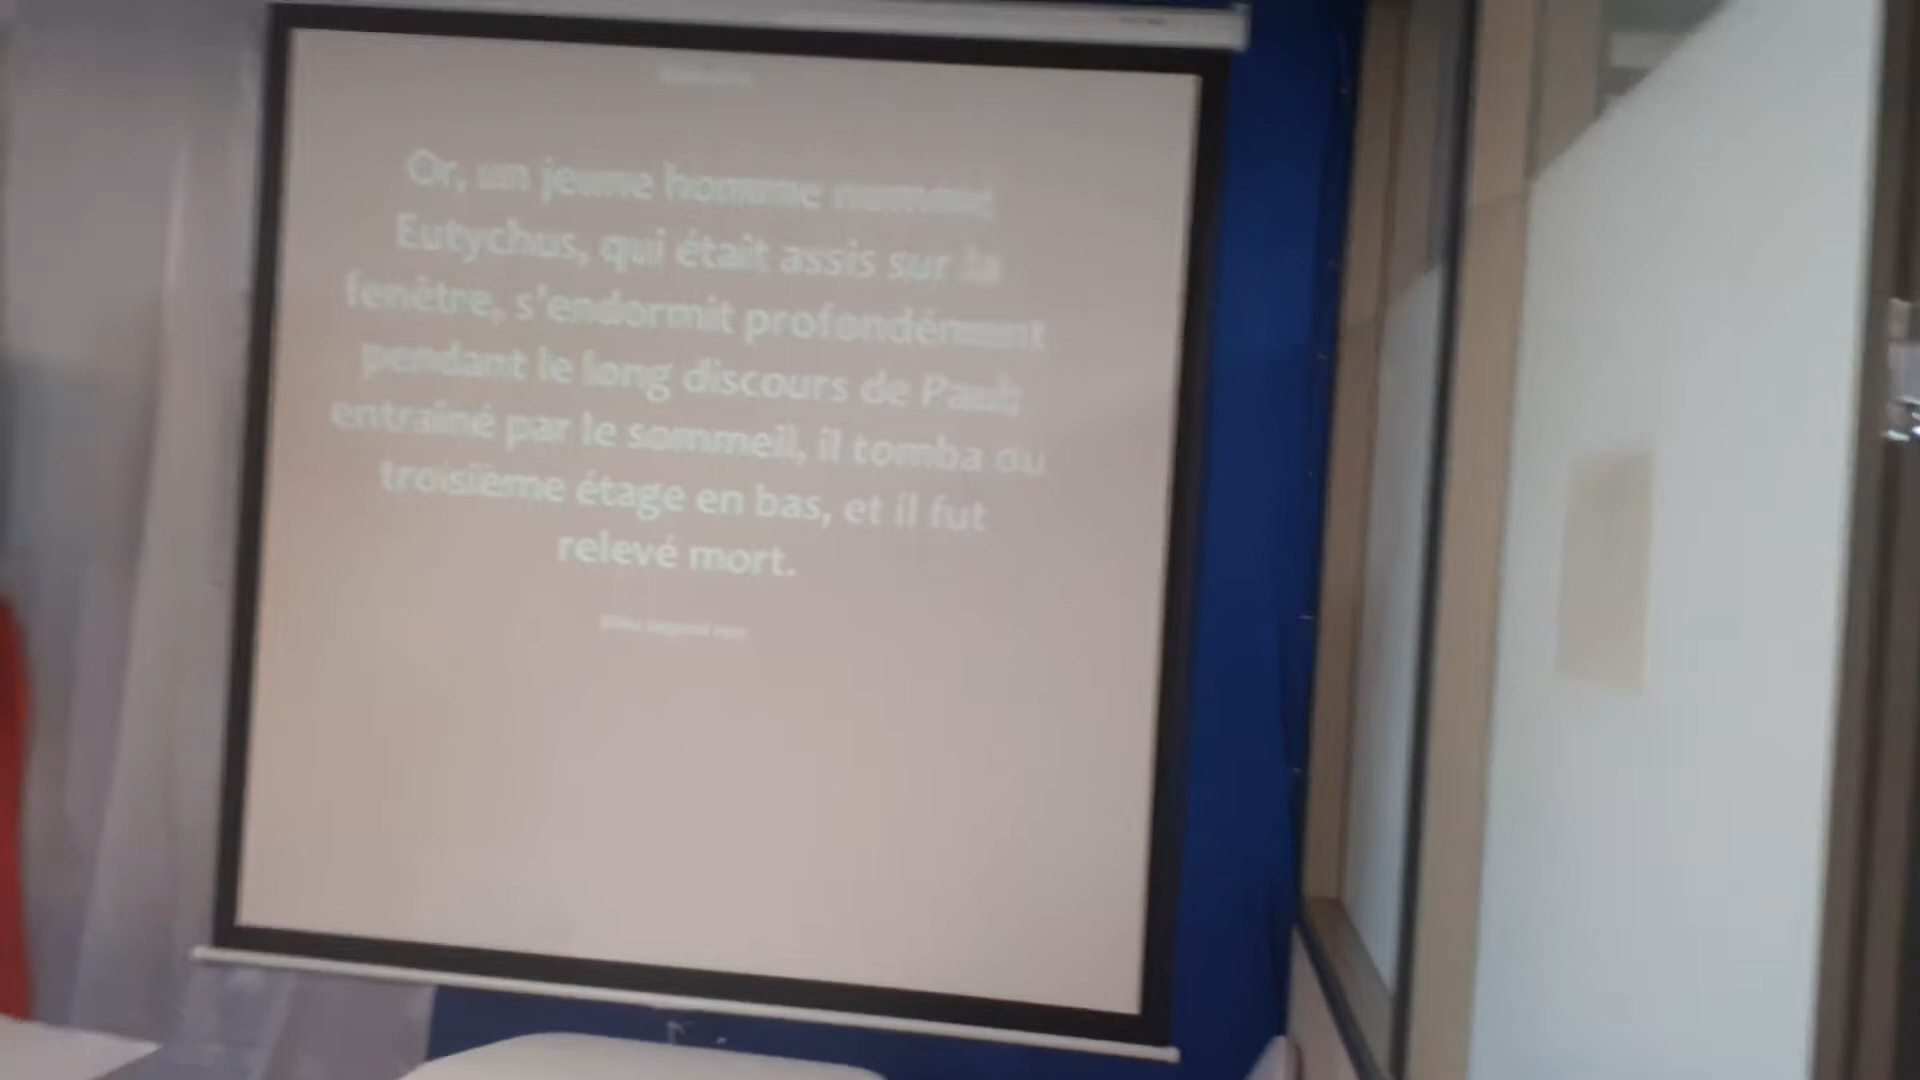 Or, un jeune homme nommé
Eutychus, qui était assis sur la
fenêtre, s'endormit profondément
pendant le long discours de Paul;
entraîné par le sommeil, il tomba du
troisième étage en bas, et il fut
relevé mort.